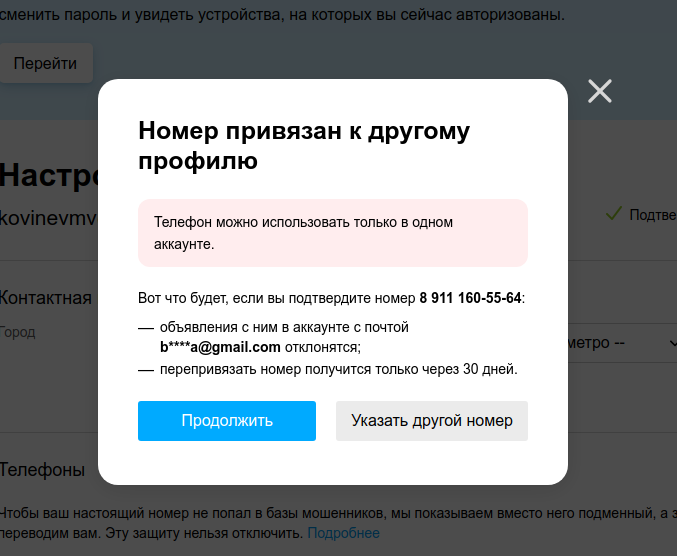 сменить пароль и увидеть устройства, на которых вы сейчас авторизованы.
Перейти
Номер привязан к другому
профилю
Телефон можно использовать только в одном
аккаунте.
Вот что будет, если вы подтвердите номер 8 911 160-55-64:
— объявления с ним в аккаунте с почтой
b****a@gmail.com отклонятся;
— перепривязать номер получится только через 30 дней.
Продолжить
Указать другой номер
Настро
kovinevmv
Подтве
Контактная
Город
метро --
Телефоны
Чтобы ваш настоящий номер не попал в базы мошенников, мы показываем вместо него подменный, а з
переводим вам. Эту защиту нельзя отключить. Подробнее